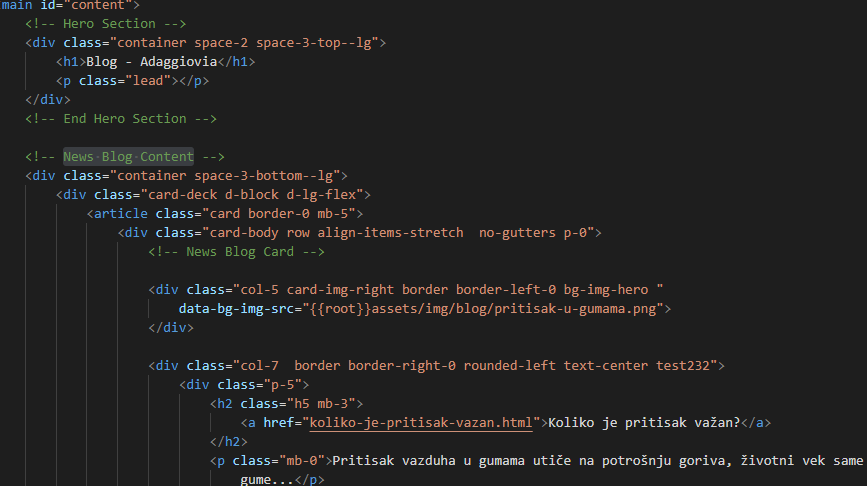 main id="content">
<!-- Hero Section -->
<div class="container space-2 space-3-top--lg">
<h1>Blog - Adaggiovia</h1>
<p class="lead"></p>
</div>
<!-- End Hero Section -->
<!-- News Blog Content -->
<div class="container space-3-bottom--lg">
<div class="card-deck d-block d-lg-flex">
<article class="card border-0 mb-5">
<div class="card-body row align-items-stretch  no-gutters p-0">
<!-- News Blog Card -->
<div class="col-5 card-img-right border border-left-0 bg-img-hero "
data-bg-img-src="{{root}}assets/img/blog/pritisak-u-gumama.png">
</div>
<div class="col-7  border border-right-0 rounded-left text-center test232">
<div class="p-5">
<h2 class="h5 mb-3">
<a href="koliko-je-pritisak-vazan.html">Koliko je pritisak važan?</a>
</h2>
<p class="mb-0">Pritisak vazduha u gumama utiče na potrošnju goriva, životni vek same
gume...</p>